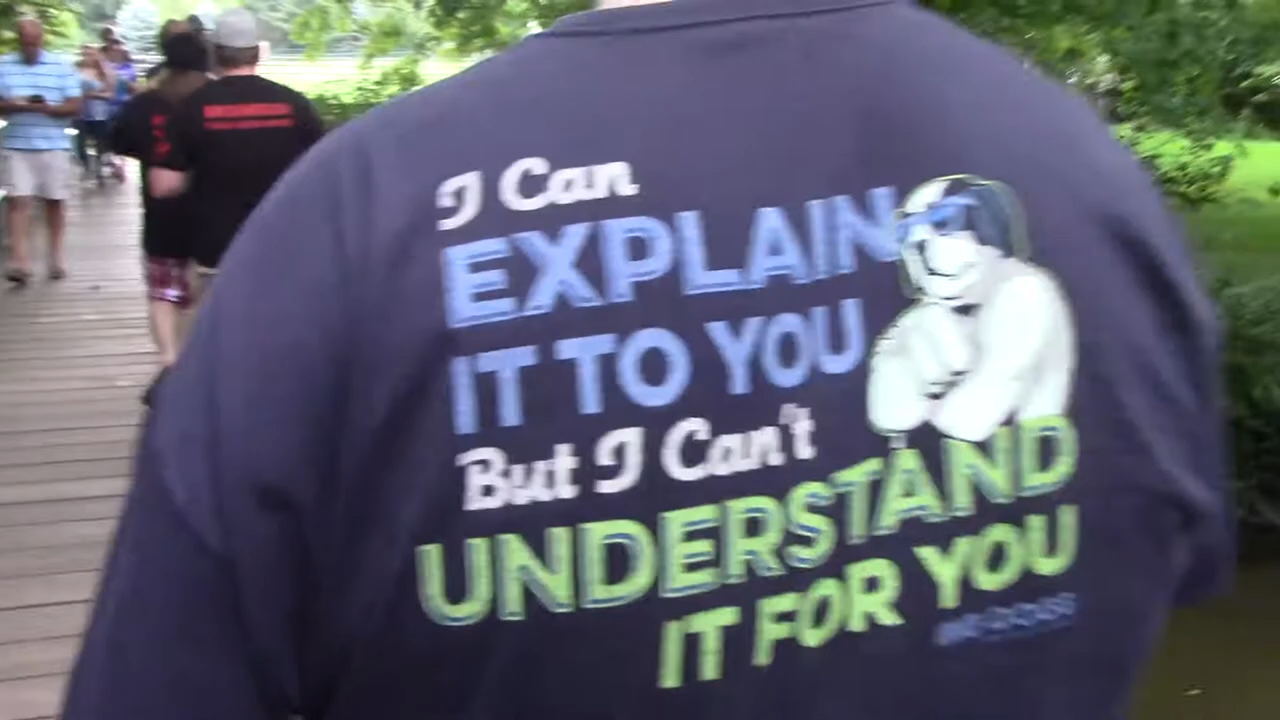 I Can
EXPLAIN
IT TO YOU
But I Can't
UNDERSTAND
IT FOR YOU